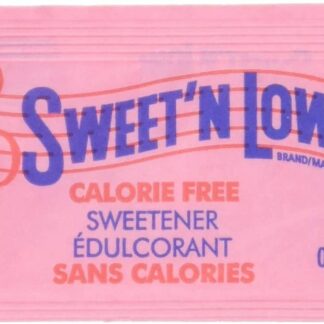 SWEET'N LOW
BRAND/MA
CALORIE FREE
SWEETENER
ÉDULCORANT
SANS CALORIES